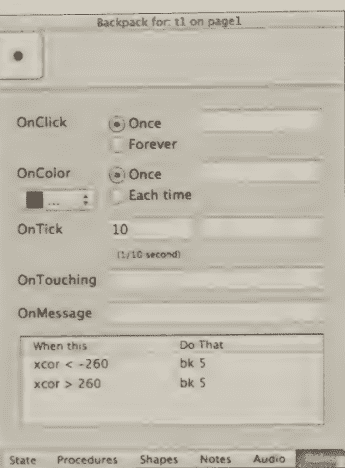 Backpack for: t1 on page1
OnClick Once
Forever
OnColor Once
... Each time
OnTick 10
(1/10 second)
OnTouching
OnMessage
When this Do That
xcor < -260 bk 5
xcor > 260 bk 5
State Procedures Shapes Notes Audio